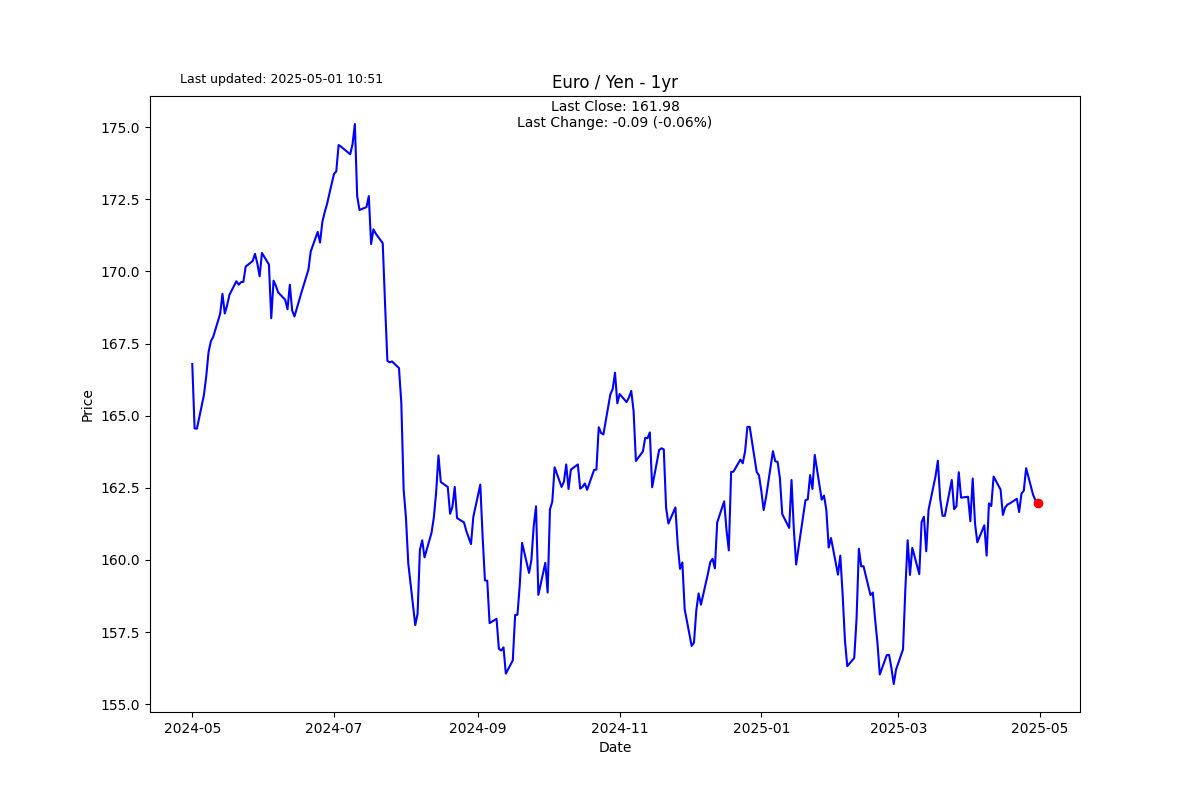 Last updated: 2025-05-01 10:51
Euro / Yen - 1yr
Last Close: 161.98
Last Change: -0.09 (-0.06%)
175.0
172.5
170.0
167.5
165.0
162.5
160.0
157.5
155.0
Price
2024-05
2024-07
2024-09
2024-11
2025-01
2025-03
2025-05
Date